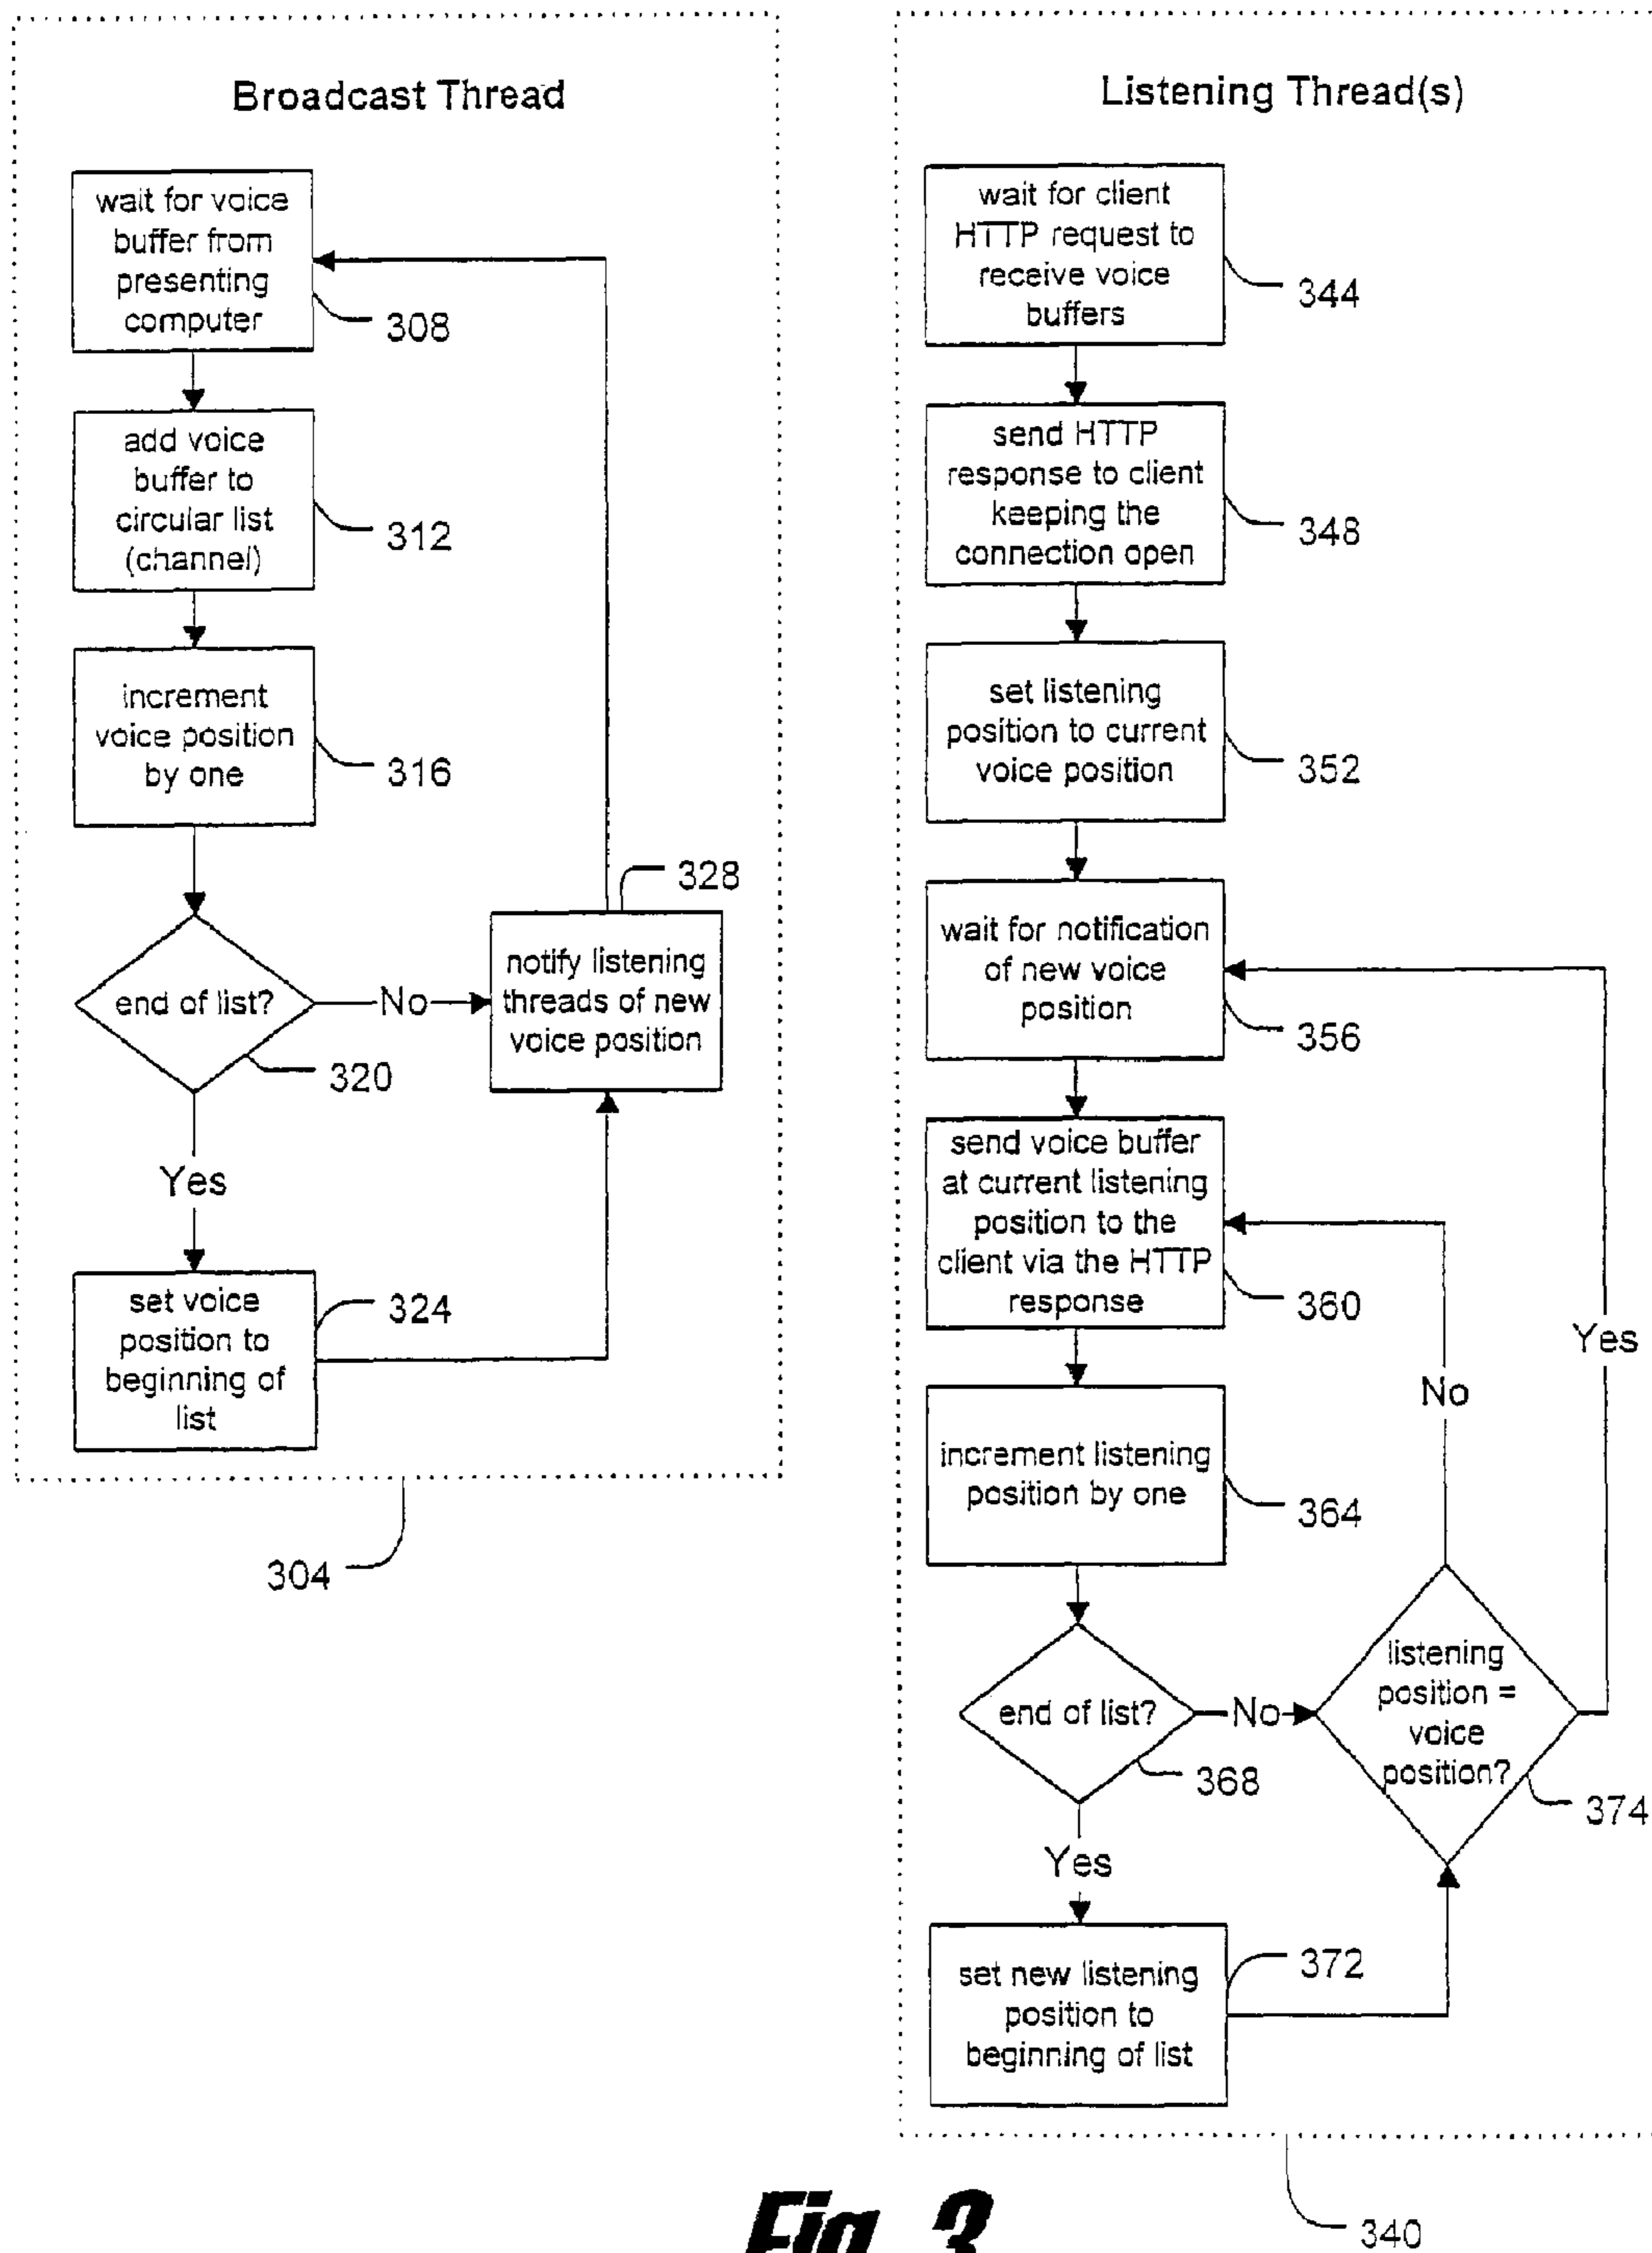 Broadcast Thread
wait for voice
buffer from
presenting
computer
308
add voice
buffer to
circular list
(channel)
312
increment
voice position
by one
316
end of list?
320
No
328
notify listening
threads of new
voice position
Yes
set voice
position to
beginning of
list
324
304
Listening Thread(s)
wait for client
HTTP request to
receive voice
buffers
344
send HTTP
response to client
keeping the
connection open
348
set listening
position to current
voice position
352
wait for notification
of new voice
position
356
send voice buffer
at current listening
position to the
client via the HTTP
response
360
increment listening
position by one
364
end of list?
368
No
listening
position =
voice
position?
374
No
Yes
Yes
set new listening
position to
beginning of list
372
340
Fig. 3